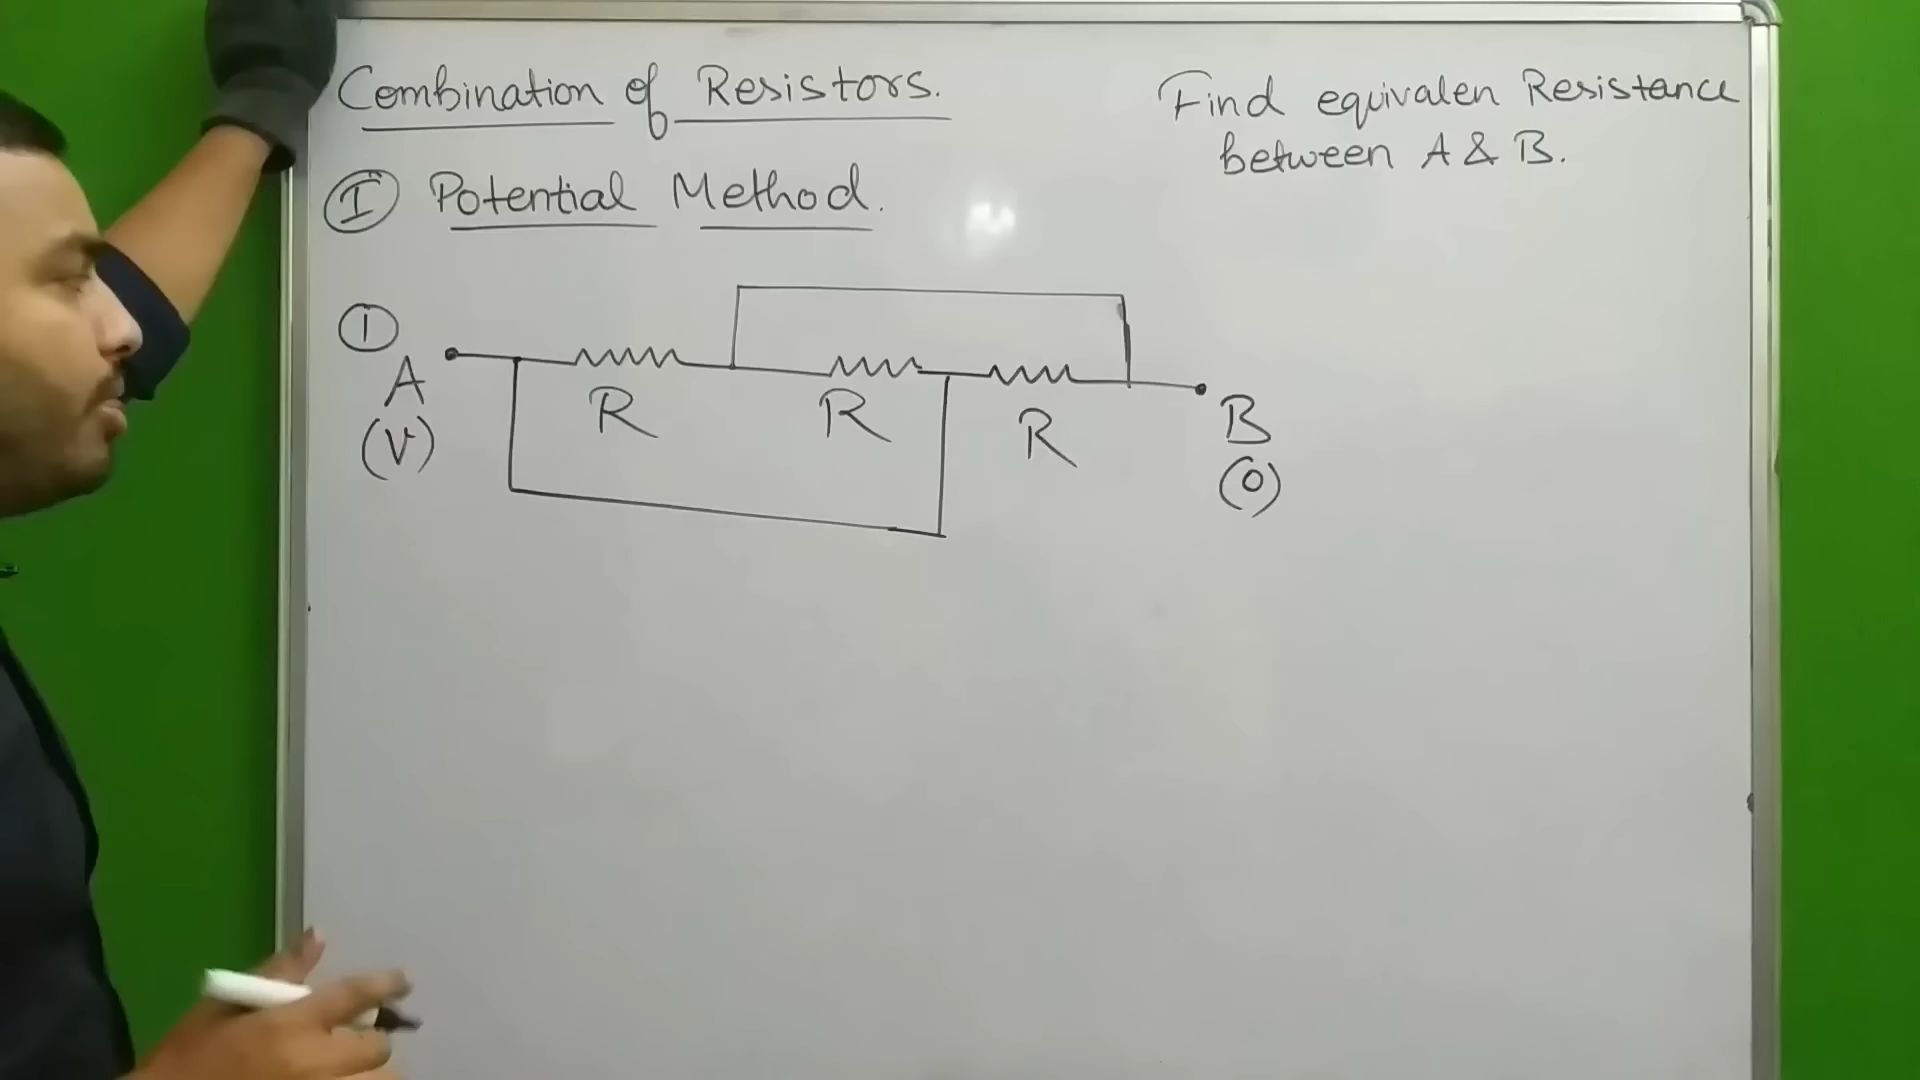 Combination of Resistors.
Find equivalen Resistance
between A & B.
I Potential Method.
1
A
(V)
R
R
R
B
(0)